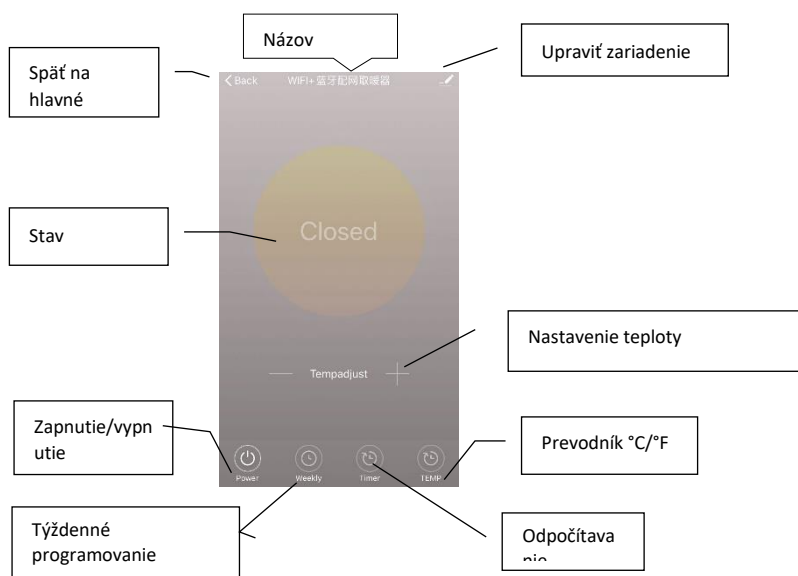 Názov
Upraviť zariadenie
Späť na
hlavné
Back
WIFI+蓝牙配网取暖器
Stav
Closed
Nastavenie teploty
Tempadjust
Zapnutie/vypn
utie
Prevodník °C/°F
Power
Weekly
Timer
TEMP
Týždenné
programovanie
Odpočítava
nie